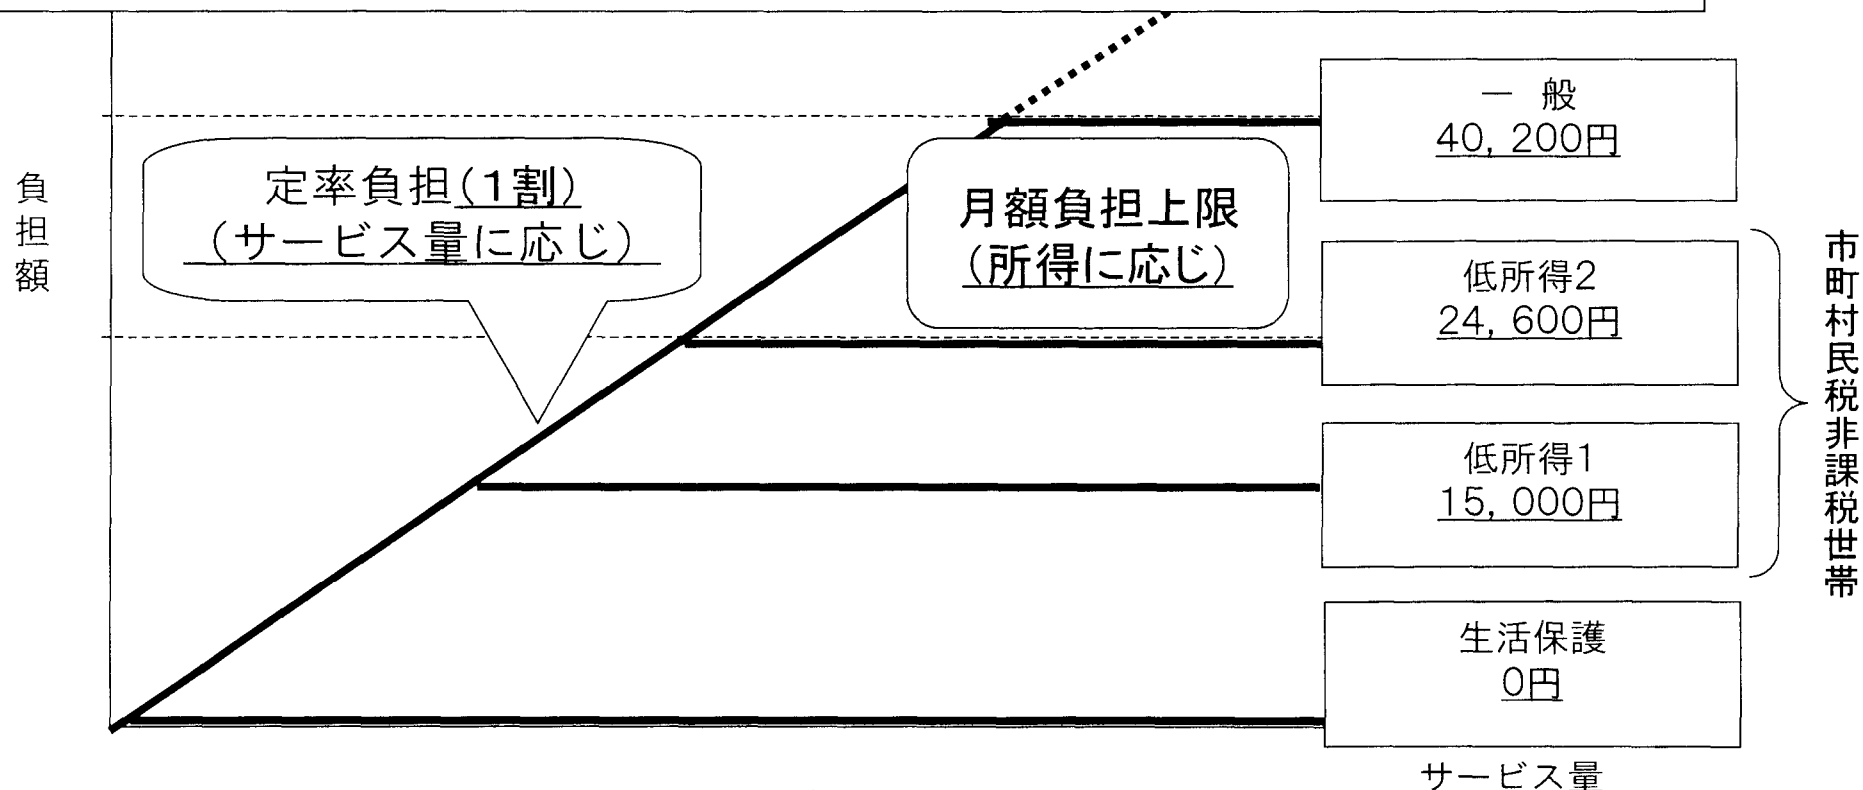 負担額
定率負担(1割)
(サービス量に応じ)
月額負担上限
(所得に応じ)
一 般
40, 200円
低所得2
24, 600円
低所得1
15, 000円
生活保護
0円
市町村民税非課税世帯
サービス量